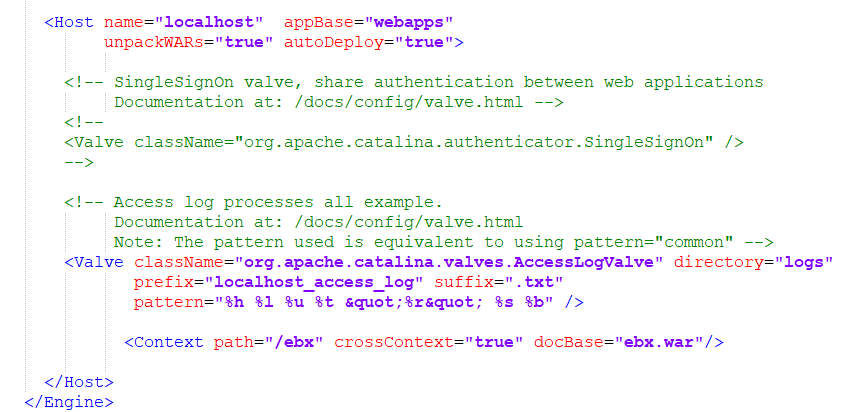 <Host name="localhost"  appBase="webapps"
unpackWARs="true" autoDeploy="true">
<!-- SingleSignOn valve, share authentication between web applications
Documentation at: /docs/config/valve.html -->
<!--
<Valve className="org.apache.catalina.authenticator.SingleSignOn" />
-->
<!-- Access log processes all example.
Documentation at: /docs/config/valve.html
Note: The pattern used is equivalent to using pattern="common" -->
<Valve className="org.apache.catalina.valves.AccessLogValve" directory="logs"
prefix="localhost_access_log" suffix=".txt"
pattern="%h %l %u %t &quot;%r&quot; %s %b" />
<Context path="/ebx" crossContext="true" docBase="ebx.war"/>
</Host>
</Engine>